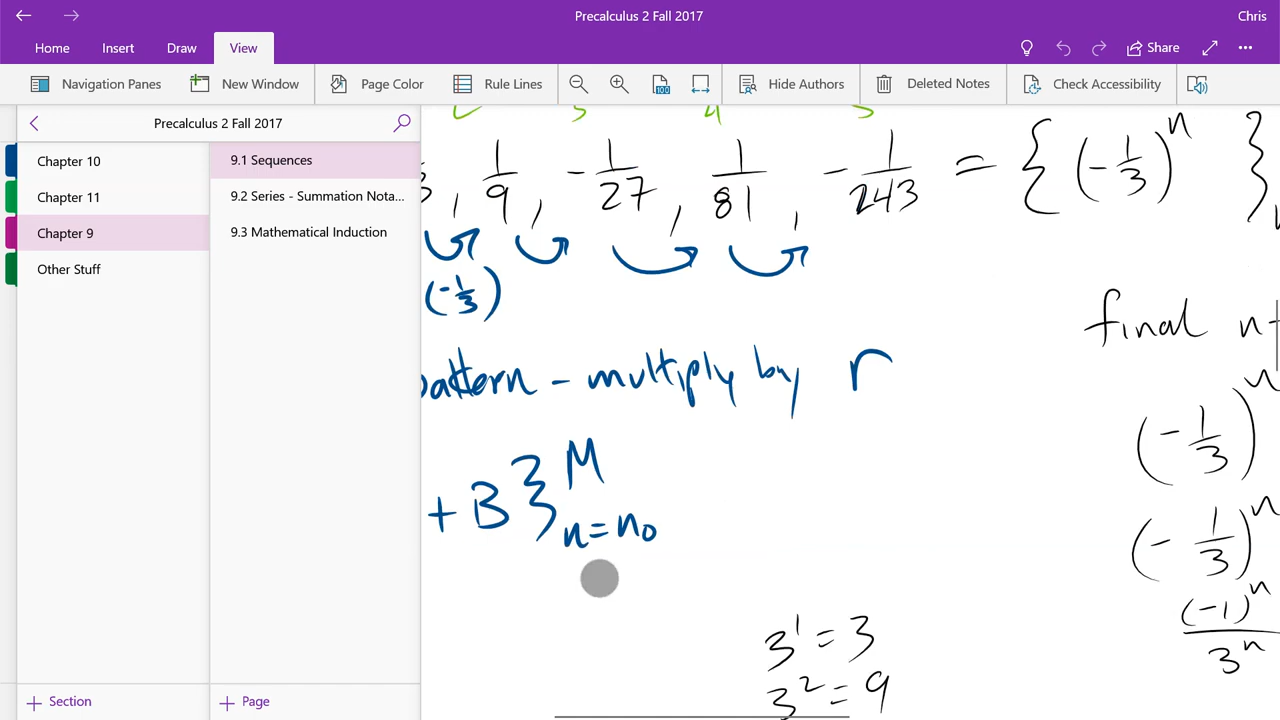 Precalculus 2 Fall 2017
Chris
Home Insert Draw View
Share
Navigation Panes New Window Page Color Rule Lines 100 Hide Authors Deleted Notes Check Accessibility
Precalculus 2 Fall 2017
Chapter 10
Chapter 11
Chapter 9
Other Stuff
9.1 Sequences
9.2 Series - Summation Nota...
9.3 Mathematical Induction
+ Section
+ Page
, 1/9, - 1/27, 1/81, - 1/243 = { (- 1/3)^n }
(- 1/3)
pattern - multiply by r
+ B } M n = n0
final n
(- 1/3)^n
(- 1/3)^n
(-1)^n / 3^n
3^1 = 3
3^2 = 9